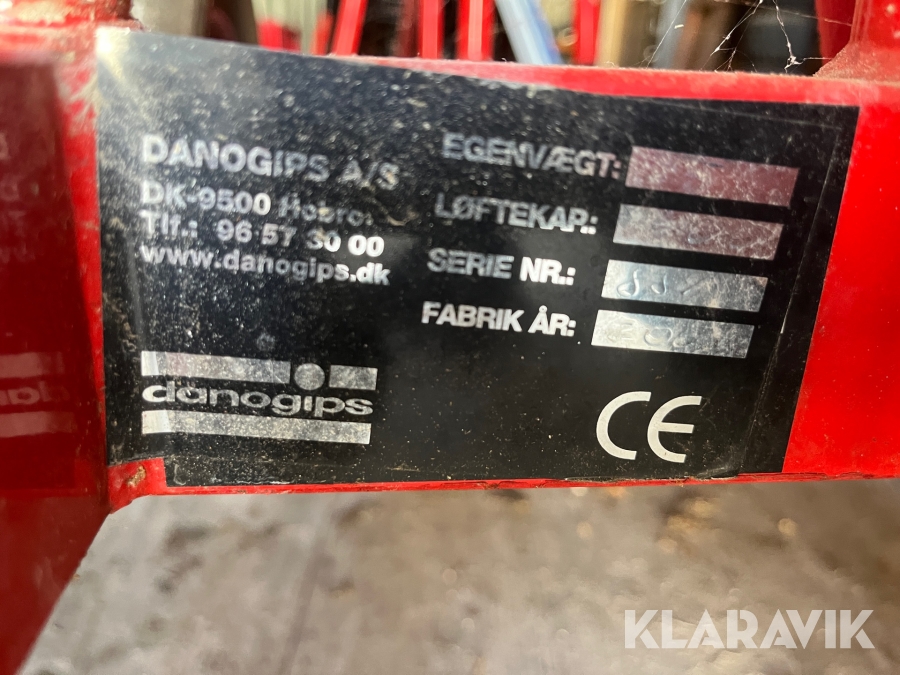 DANOGIPS A/S
DK-9500 Hobro.
Tlf.: 96 57 30 00
www.danogips.dk
danogips
EGENVÆGT:
LØFTEKAP.:
SERIE NR.:
FABRIK ÅR:
CE
KLARAVIK